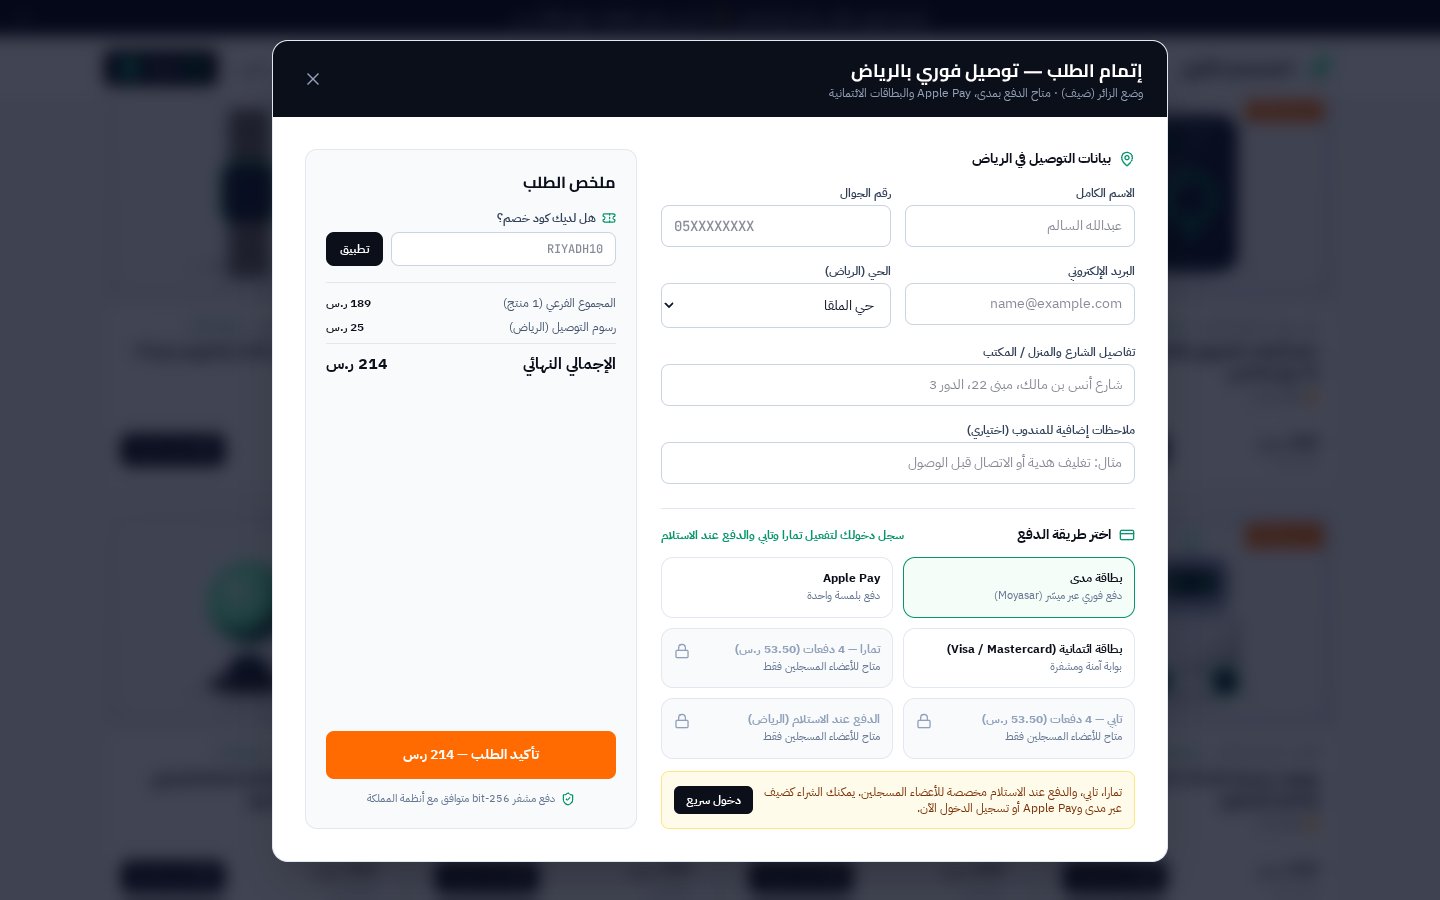 إتمام الطلب — توصيل فوري بالرياض
وضع الزائر (ضيف) · متاح الدفع بمدى، Apple Pay والبطاقات الائتمانية
بيانات التوصيل في الرياض
الاسم الكامل
عبدالله السالم
رقم الجوال
05XXXXXXXX
البريد الإلكتروني
name@example.com
الحي (الرياض)
حي الملقا
تفاصيل الشارع والمنزل / المكتب
شارع أنس بن مالك، مبنى 22، الدور 3
ملاحظات إضافية للمندوب (اختياري)
مثال: تغليف هدية أو الاتصال قبل الوصول
اختر طريقة الدفع
سجل دخولك لتفعيل تمارا وتابي والدفع عند الاستلام
بطاقة مدى
دفع فوري عبر ميسّر (Moyasar)
Apple Pay
دفع بلمسة واحدة
بطاقة ائتمانية (Visa / Mastercard)
بوابة آمنة ومشفرة
تمارا — 4 دفعات (53.50 ر.س)
متاح للأعضاء المسجلين فقط
تابي — 4 دفعات (53.50 ر.س)
متاح للأعضاء المسجلين فقط
الدفع عند الاستلام (الرياض)
متاح للأعضاء المسجلين فقط
تمارا، تابي، والدفع عند الاستلام مخصصة للأعضاء المسجلين. يمكنك الشراء كضيف
عبر مدى وApple Pay أو تسجيل الدخول الآن.
دخول سريع
ملخص الطلب
هل لديك كود خصم؟
RIYADH10
تطبيق
المجموع الفرعي (1 منتج)
189 ر.س
رسوم التوصيل (الرياض)
25 ر.س
الإجمالي النهائي
214 ر.س
تأكيد الطلب — 214 ر.س
دفع مشفر 256-bit متوافق مع أنظمة المملكة